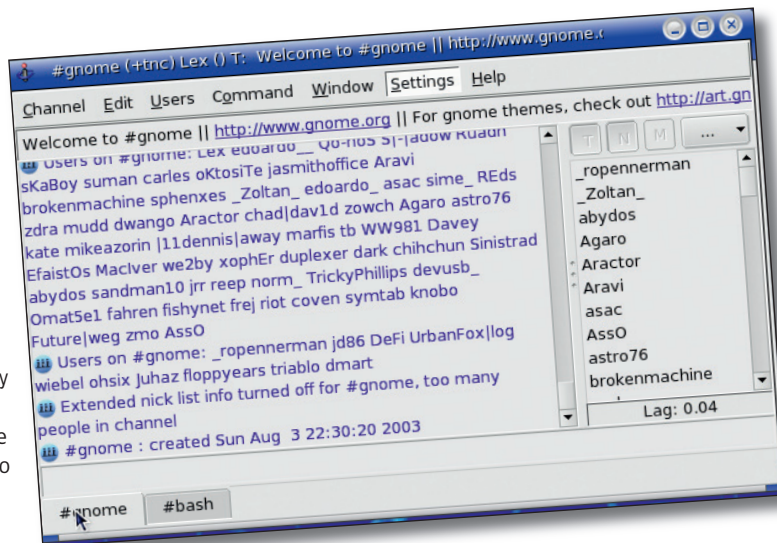 #gnome (+tnc) Lex () T: Welcome to #gnome || http://www.gnome.
Channel Edit Users Command Window Settings Help
Welcome to #gnome || http://www.gnome.org || For gnome themes, check out http://art.gn
T N M ...
Users on #gnome: Lex edoardo__ Qo-noS S|-|adow Ruadh
sKaBoy suman carles oKtosiTe jasmithoffice Aravi
brokenmachine sphenxes _Zoltan_ edoardo_ asac sime_ REds
zdra mudd dwango Aractor chad|dav1d zowch Agaro astro76
kate mikeazorin |11dennis|away marfis tb WW981 Davey
EfaistOs MacIver we2by xophEr duplexer dark chihchun Sinistrad
abydos sandman10 jrr reep norm_ TrickyPhillips devusb_
Omat5e1 fahren fishynet frej riot coven symtab knobo
Future|weg zmo AssO
Users on #gnome: _ropennerman jd86 DeFi UrbanFox|log
wiebel ohsix Juhaz floppyears triablo dmart
Extended nick list info turned off for #gnome, too many
people in channel
#gnome : created Sun Aug 3 22:30:20 2003
_ropennerman
_Zoltan_
abydos
Agaro
Aractor
Aravi
asac
AssO
astro76
brokenmachine
Lag: 0.04
#gnome #bash